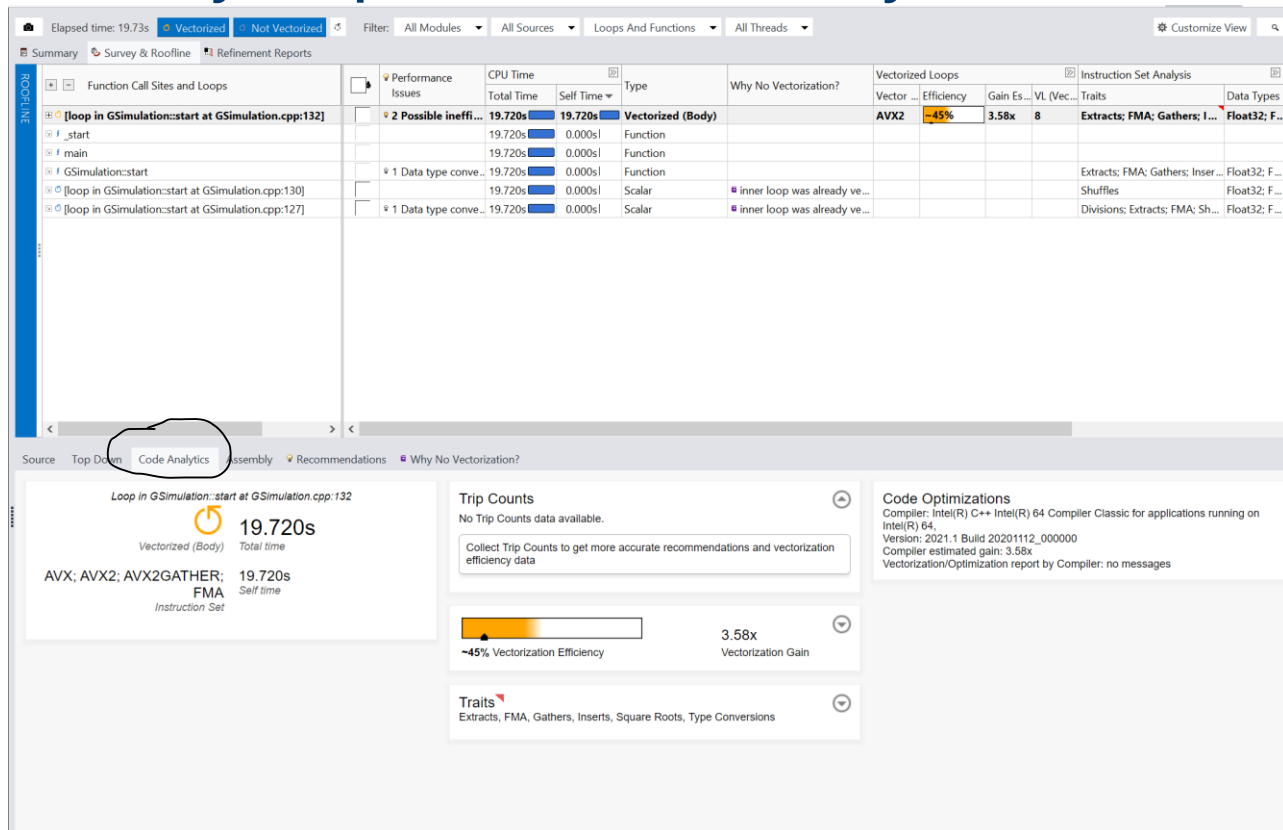 Elapsed time: 19.73s Vectorized Not Vectorized Filter: All Modules All Sources Loops And Functions All Threads Customize View
Summary Survey & Roofline Refinement Reports
ROOFLINE
+ - Function Call Sites and Loops Performance Issues CPU Time Type Why No Vectorization? Vectorized Loops Instruction Set Analysis
Total Time Self Time Vector ... Efficiency Gain Es... VL (Vec... Traits Data Types
[loop in GSimulation::start at GSimulation.cpp:132] 2 Possible ineffi... 19.720s 19.720s Vectorized (Body) AVX2 ~45% 3.58x 8 Extracts; FMA; Gathers; I... Float32; F...
f _start 19.720s 0.000s Function
f main 19.720s 0.000s Function
f GSimulation::start 1 Data type conve... 19.720s 0.000s Function Extracts; FMA; Gathers; Inser... Float32; F...
[loop in GSimulation::start at GSimulation.cpp:130] 19.720s 0.000s Scalar inner loop was already ve... Shuffles Float32; F...
[loop in GSimulation::start at GSimulation.cpp:127] 1 Data type conve... 19.720s 0.000s Scalar inner loop was already ve... Divisions; Extracts; FMA; Sh... Float32; F...
Source Top Down Code Analytics Assembly Recommendations Why No Vectorization?
Loop in GSimulation::start at GSimulation.cpp:132
19.720s
Vectorized (Body) Total time
AVX; AVX2; AVX2GATHER; 19.720s
FMA Self time
Instruction Set
Trip Counts
No Trip Counts data available.
Collect Trip Counts to get more accurate recommendations and vectorization
efficiency data
3.58x
~45% Vectorization Efficiency Vectorization Gain
Traits
Extracts, FMA, Gathers, Inserts, Square Roots, Type Conversions
Code Optimizations
Compiler: Intel(R) C++ Intel(R) 64 Compiler Classic for applications running on
Intel(R) 64,
Version: 2021.1 Build 20201112_000000
Compiler estimated gain: 3.58x
Vectorization/Optimization report by Compiler: no messages